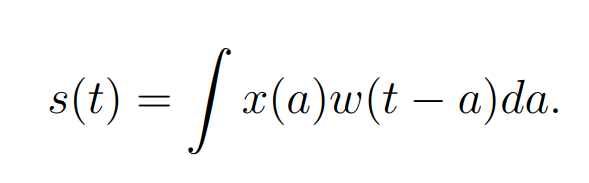 s(t) = ∫ x(a)w(t − a)da.